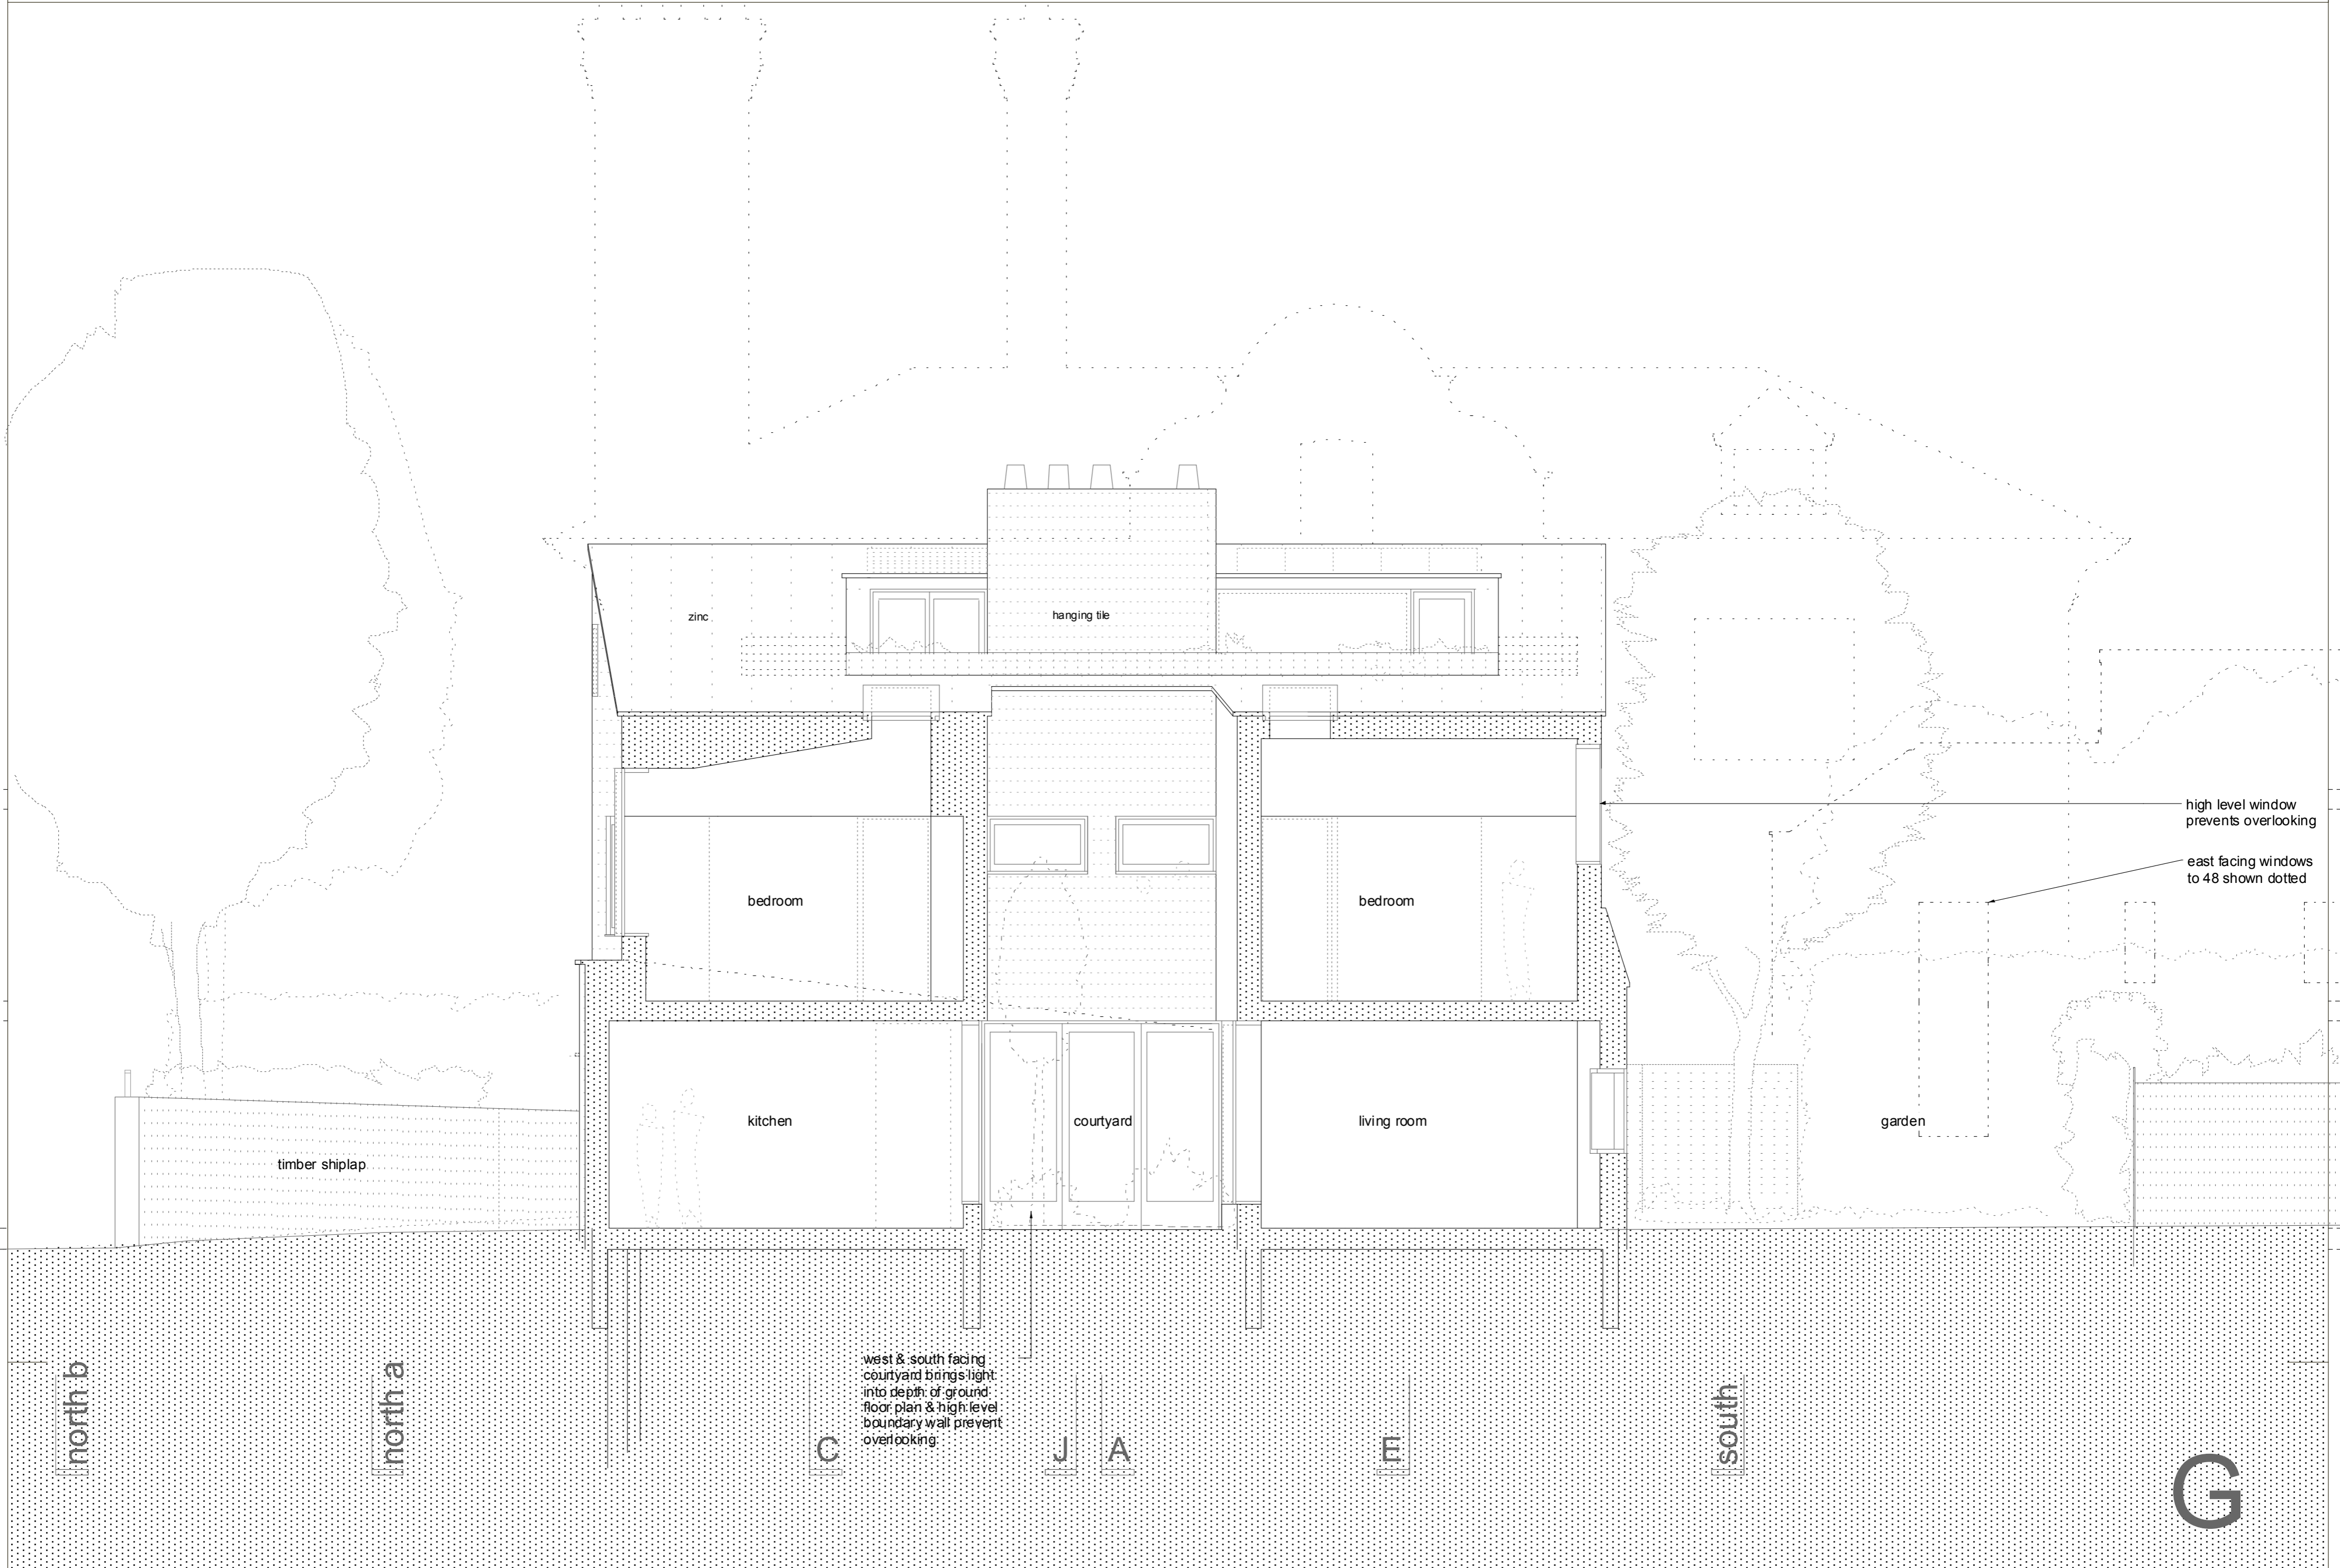 zinc
hanging tile
high level window
prevents overlooking
east facing windows
to 48 shown dotted
bedroom
bedroom
kitchen
courtyard
living room
garden
timber shiplap
west & south facing
courtyard brings light
into depth of ground
floor plan & high level
boundary wall prevent
overlooking.
north b
north a
C
J
A
E
south
G